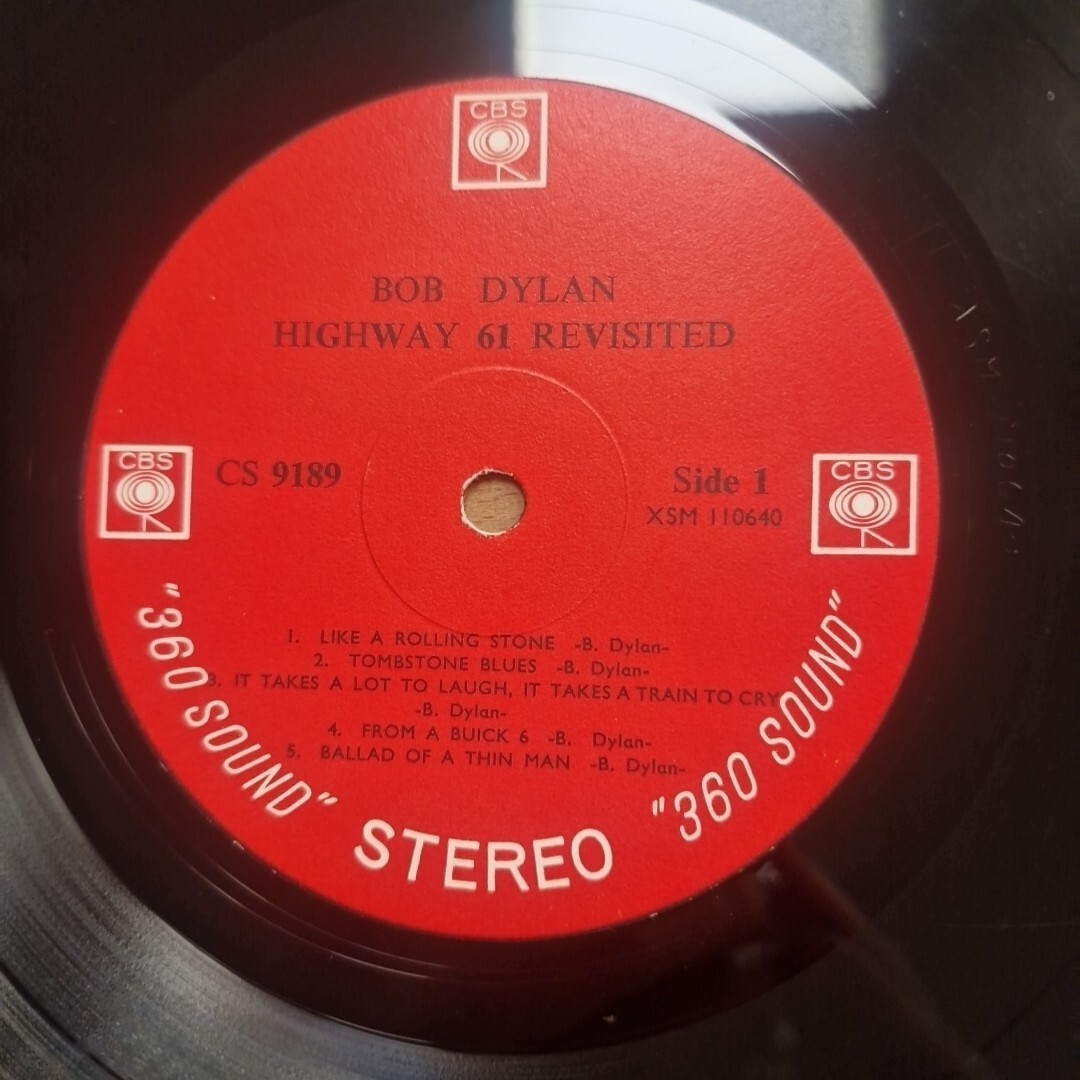 CBS
BOB DYLAN
HIGHWAY 61 REVISITED
CBS
CS 9189
Side 1
XSM 110640
CBS
1. LIKE A ROLLING STONE -B. Dylan-
2. TOMBSTONE BLUES -B. Dylan-
3. IT TAKES A LOT TO LAUGH, IT TAKES A TRAIN TO CRY
-B. Dylan-
4. FROM A BUICK 6 -B. Dylan-
5. BALLAD OF A THIN MAN -B. Dylan-
"360 SOUND"
STEREO
"360 SOUND"
XSM